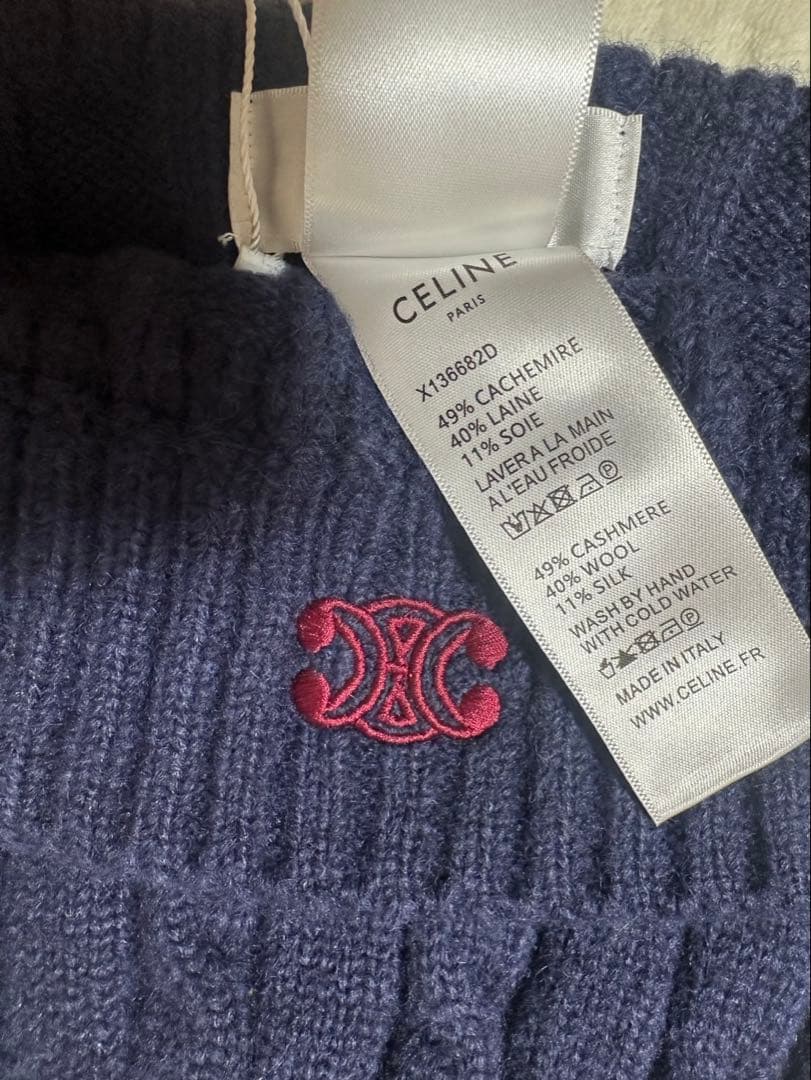 CELINE
PARIS
X136682D
49% CACHEMIRE
40% LAINE
11% SOIE
LAVER A LA MAIN
A L'EAU FROIDE
49% CASHMERE
40% WOOL
11% SILK
WASH BY HAND
WITH COLD WATER
MADE IN ITALY
WWW.CELINE.FR